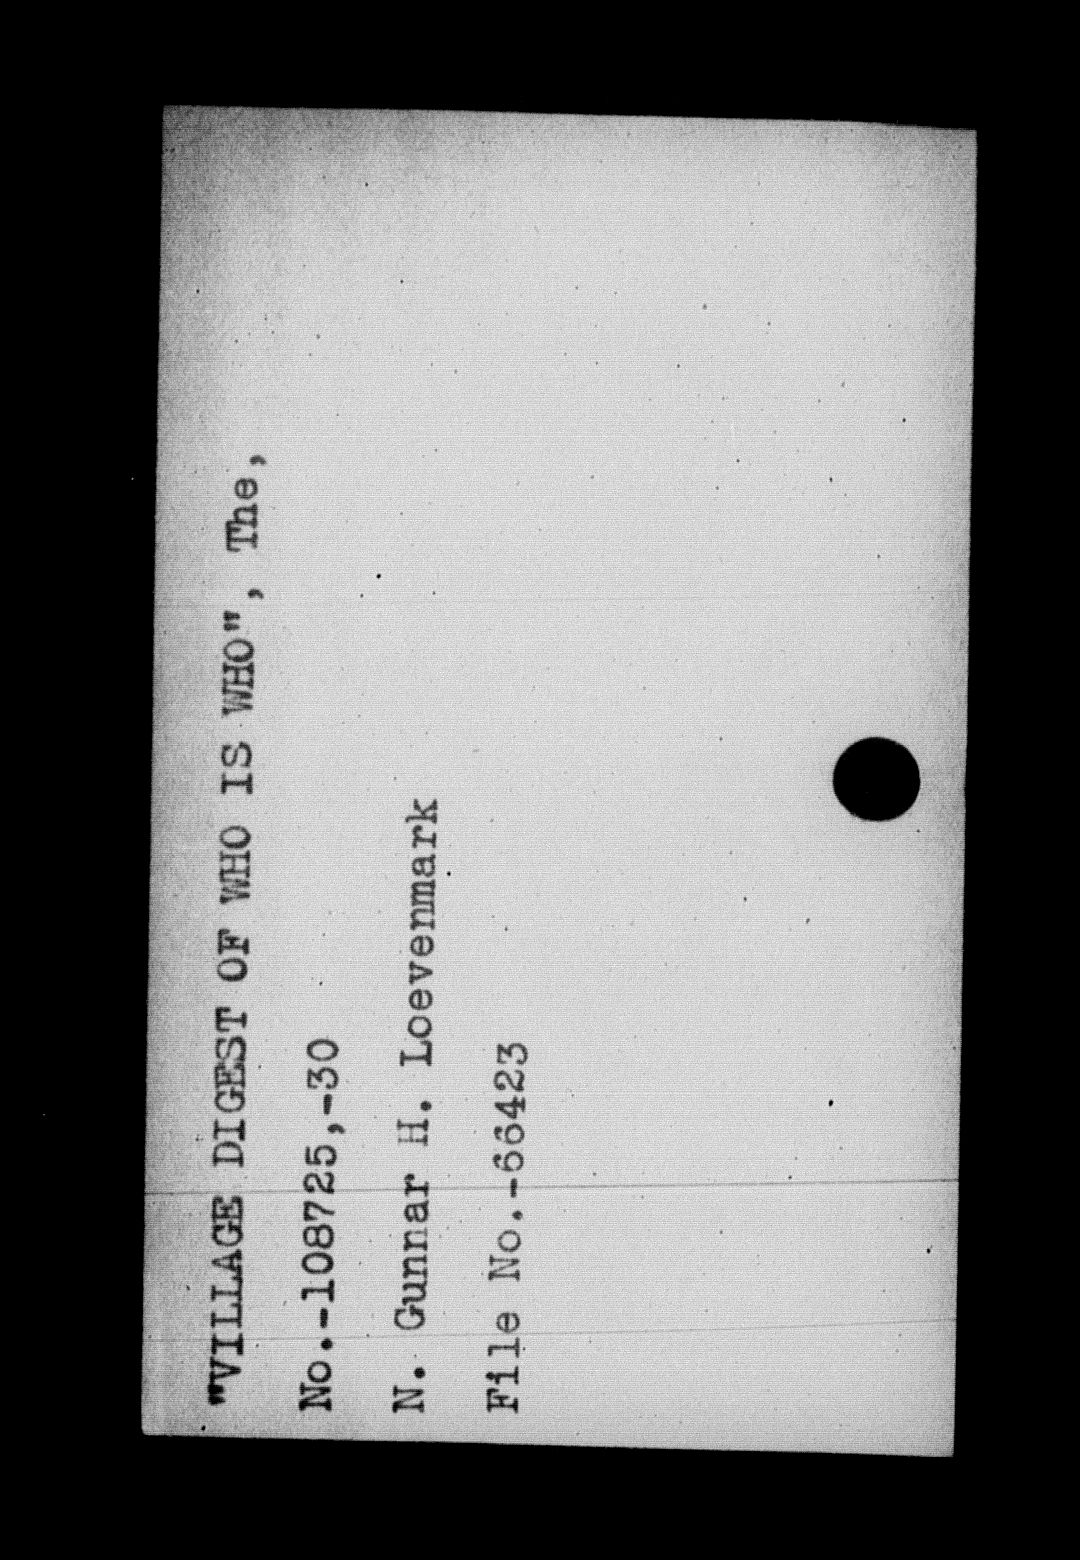 "VILLAGE DIGEST OF WHO IS WHO", The,
No.-108725,-30
N. Gunnar H. Loevenmark
File No.-66423